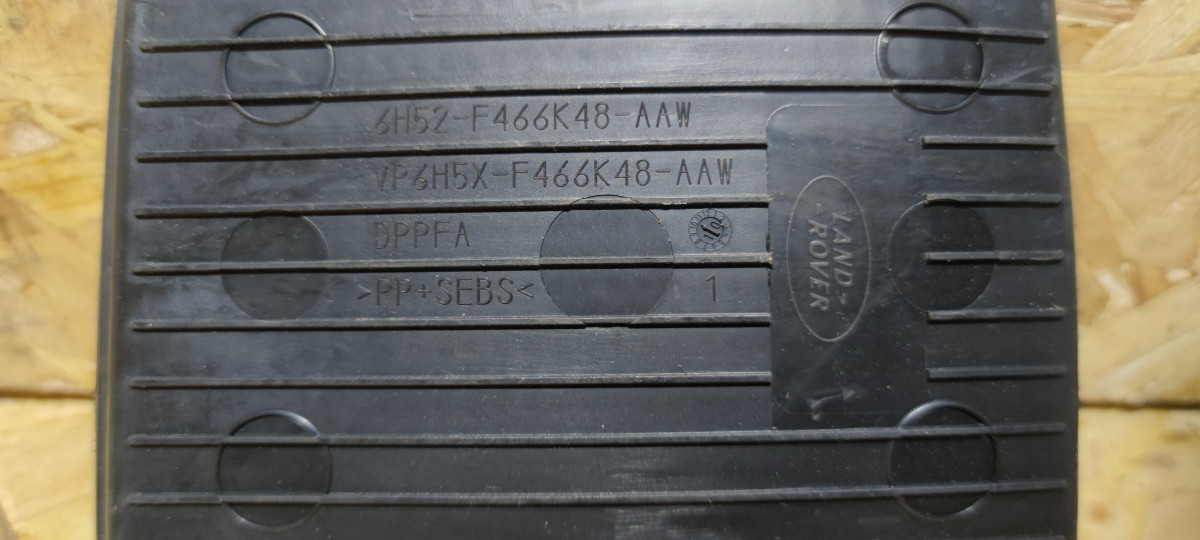 6H52-F466K48-AAW
VP6H5X-F466K48-AAW
DPPFA
>PP+SEBS<
1
LAND-
-ROVER